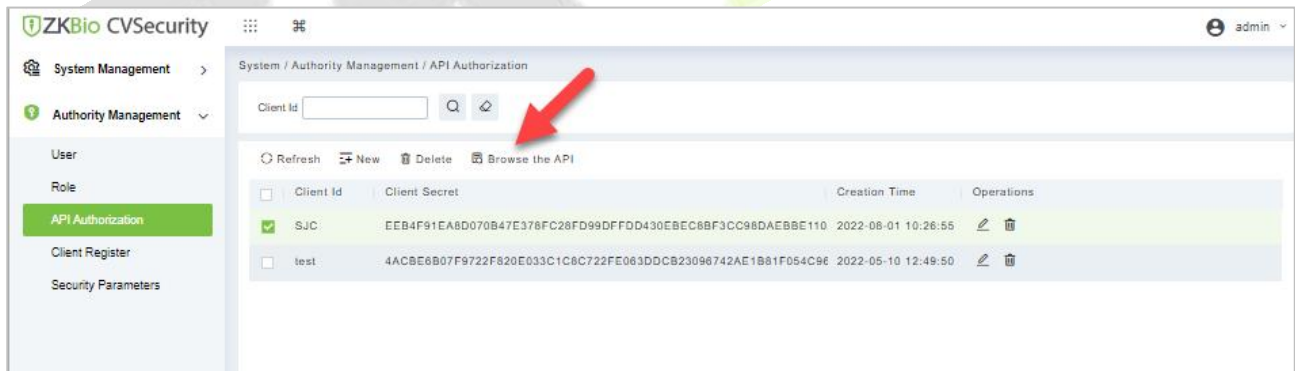 ZKBio CVSecurity
admin
System Management
Authority Management
User
Role
API Authorization
Client Register
Security Parameters
System / Authority Management / API Authorization
Client Id
Refresh New Delete Browse the API
Client Id Client Secret Creation Time Operations
SJC EEB4F91EA8D070B47E378FC28FD99DFFDD430EBEC8BF3CC98DAEBBE110 2022-08-01 10:26:55
test 4ACBE6B07F9722F820E033C1C8C722FE063DDCB23096742AE1B81F054C96 2022-05-10 12:49:50